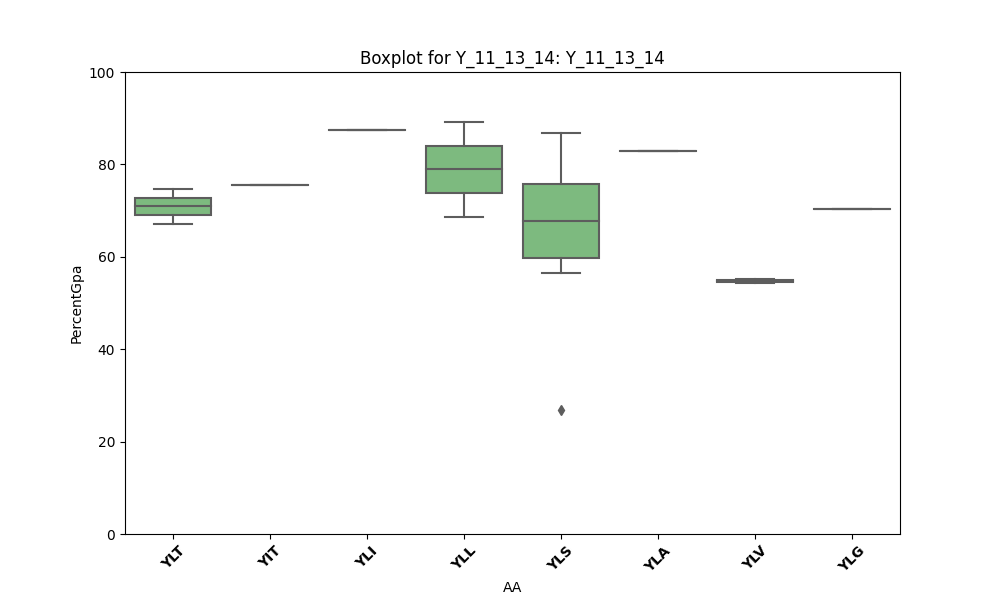 Boxplot for Y_11_13_14: Y_11_13_14
100
80
60
40
20
0
PercentGpa
YLT YIT YLI YLL YLS YLA YLV YLG
AA